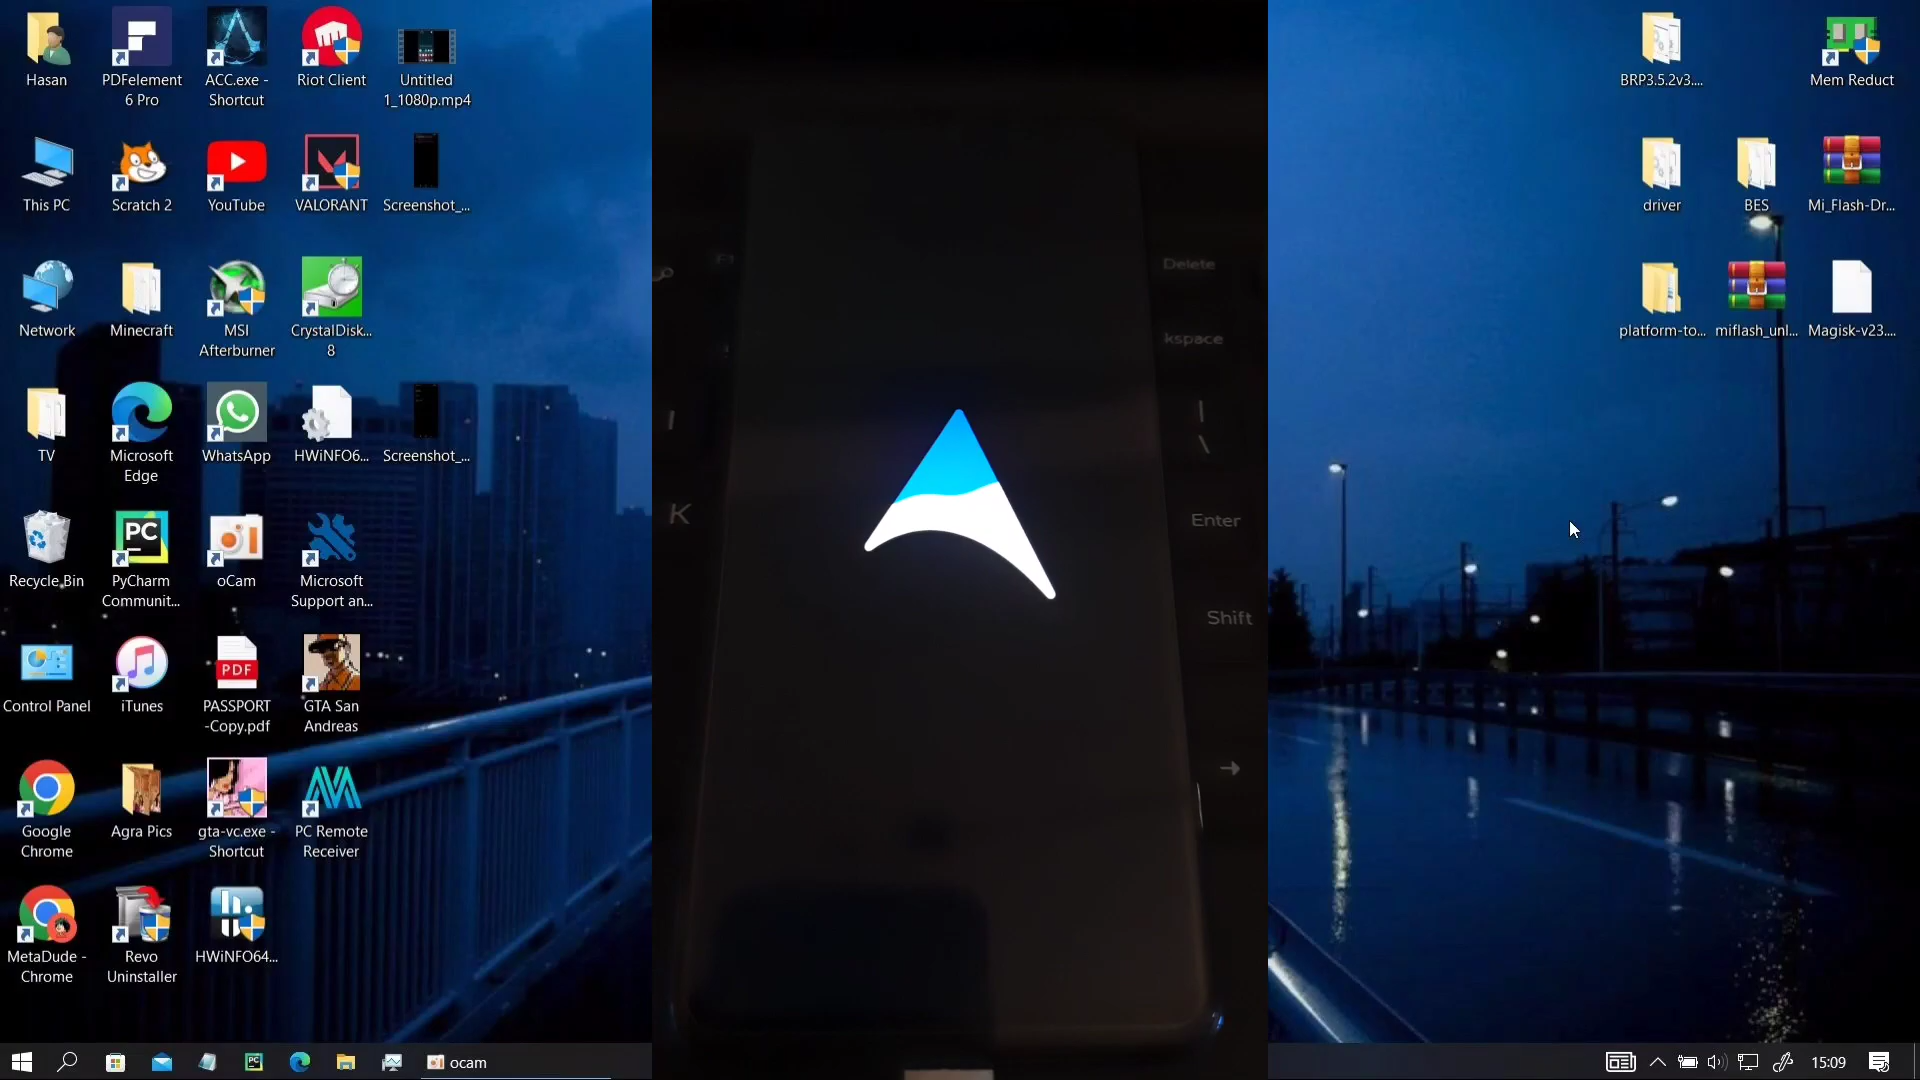 Hasan
PDFelement
6 Pro
ACC.exe -
Shortcut
Riot Client
Untitled
1_1080p.mp4
This PC
Scratch 2
YouTube
VALORANT
Screenshot_...
Network
Minecraft
MSI
Afterburner
CrystalDisk...
8
TV
Microsoft
Edge
WhatsApp
HWiNFO6...
Screenshot_...
PC
Recycle Bin
PyCharm
Communit...
oCam
Microsoft
Support an...
PDF
Control Panel
iTunes
PASSPORT
-Copy.pdf
GTA San
Andreas
Google
Chrome
Agra Pics
gta-vc.exe -
Shortcut
PC Remote
Receiver
MetaDude -
Chrome
Revo
Uninstaller
HWiNFO64...
Delete
kspace
|
\
K
Enter
Shift
→
BRP3.5.2v3....
Mem Reduct
driver
BES
Mi_Flash-Dr...
platform-to...
miflash_unl...
Magisk-v23....
PC
ocam
15:09